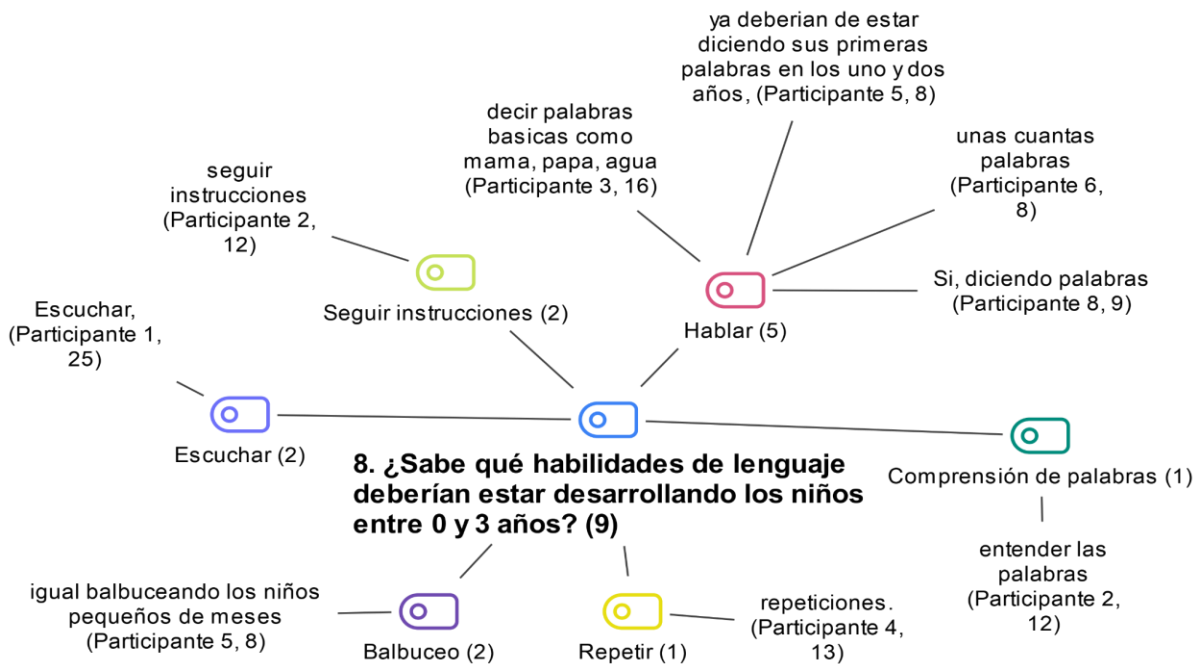 ya deberian de estar
diciendo sus primeras
palabras en los uno y dos
años, (Participante 5, 8)
decir palabras
basicas como
mama, papa, agua
(Participante 3, 16)
unas cuantas
palabras
(Participante 6,
8)
seguir
instrucciones
(Participante 2,
12)
Si, diciendo palabras
(Participante 8, 9)
Escuchar,
(Participante 1,
25)
Seguir instrucciones (2)
Hablar (5)
Escuchar (2)
8. ¿Sabe qué habilidades de lenguaje
deberían estar desarrollando los niños
entre 0 y 3 años? (9)
Comprensión de palabras (1)
entender las
palabras
(Participante 2,
12)
igual balbuceando los niños
pequeños de meses
(Participante 5, 8)
Balbuceo (2)
Repetir (1)
repeticiones.
(Participante 4,
13)